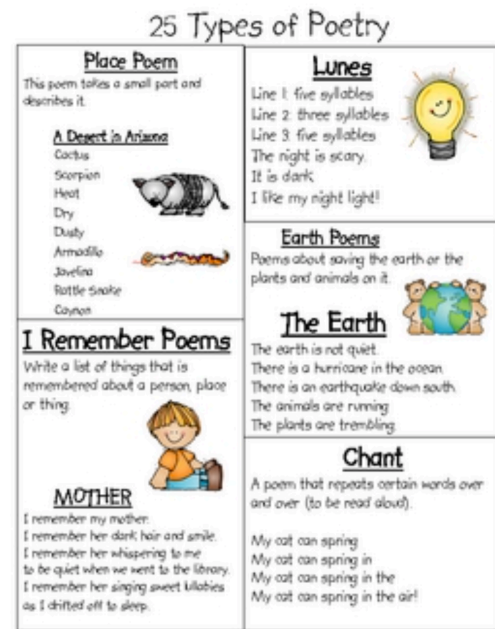 25 Types of Poetry
Place Poem
This poem takes a small part and
describes it.
A Desert in Arizona
Cactus
Scorpion
Heat
Dry
Dusty
Armadillo
Javelina
Rattle Snake
Caynon
I Remember Poems
Write a list of things that is
remembered about a person, place
or thing.
MOTHER
I remember my mother.
I remember her dark hair and smile.
I remember her whispering to me
to be quiet when we went to the library.
I remember her singing sweet lullabies
as I drifted off to sleep.
Lunes
Line 1: five syllables
Line 2: three syllables
Line 3: five syllables
The night is scary.
It is dark
I like my night light!
Earth Poems
Poems about saving the earth or the
plants and animals on it.
The Earth
The earth is not quiet.
There is a hurricane in the ocean.
There is an earthquake down south.
The animals are running
The plants are trembling.
Chant
A poem that repeats certain words over
and over (to be read aloud).
My cat can spring
My cat can spring in
My cat can spring in the
My cat can spring in the air!